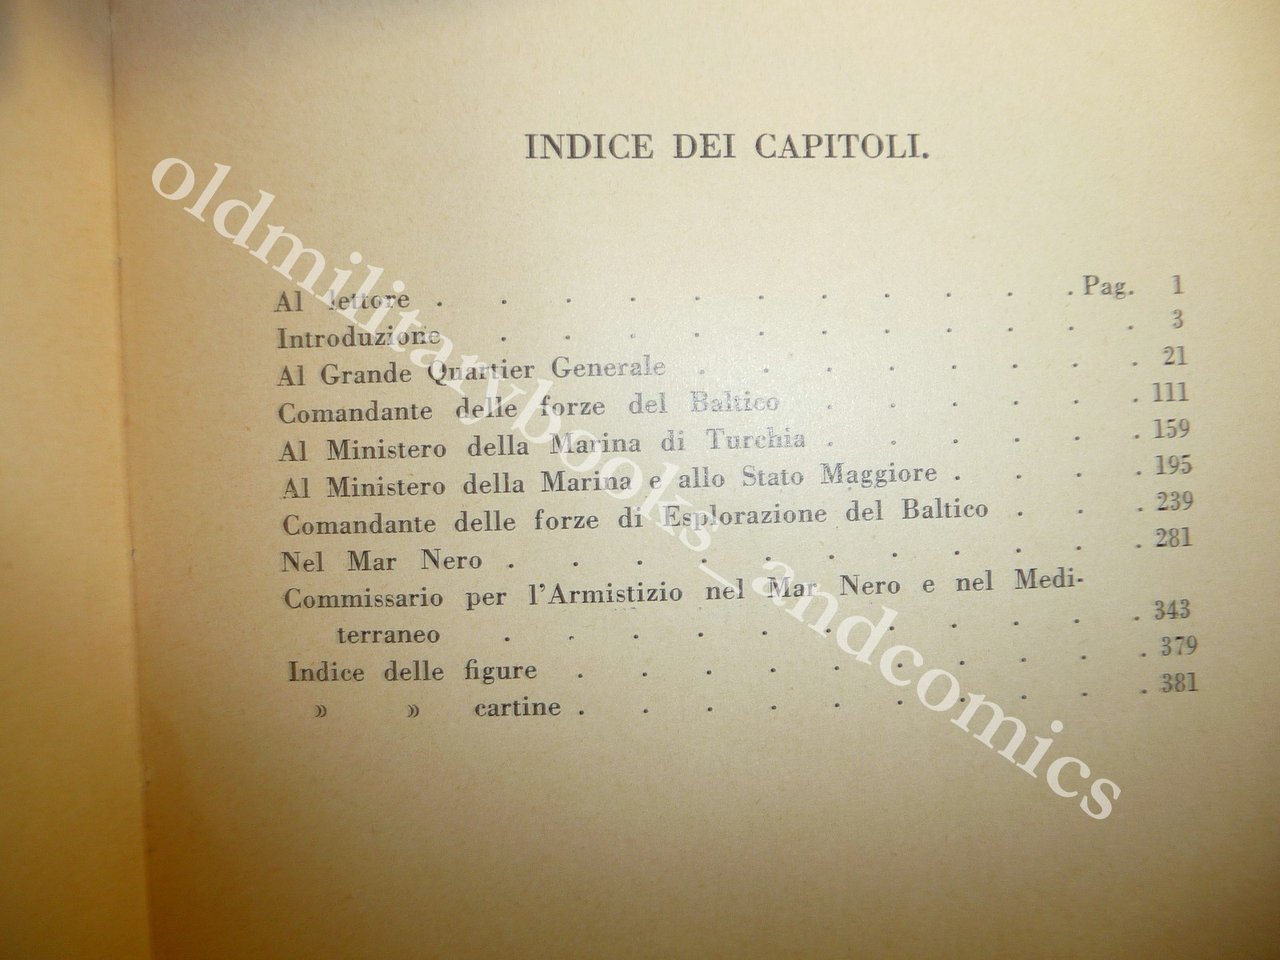 INDICE DEI CAPITOLI.
Al lettore . . . . . . . . . . . Pag. 1
Introduzione . . . . . . . . . . . 3
Al Grande Quartier Generale . . . . . . . . 21
Comandante delle forze del Baltico . . . . . . 111
Al Ministero della Marina di Turchia . . . . . . 159
Al Ministero della Marina e allo Stato Maggiore . . . . 195
Comandante delle forze di Esplorazione del Baltico . . . 239
Nel Mar Nero . . . . . . . . . . . 281
Commissario per l'Armistizio nel Mar Nero e nel Medi-
terraneo . . . . . . . . . . . 343
Indice delle figure . . . . . . . . . . 379
» » cartine . . . . . . . . . . 381
oldmilitarybooks_andcomics